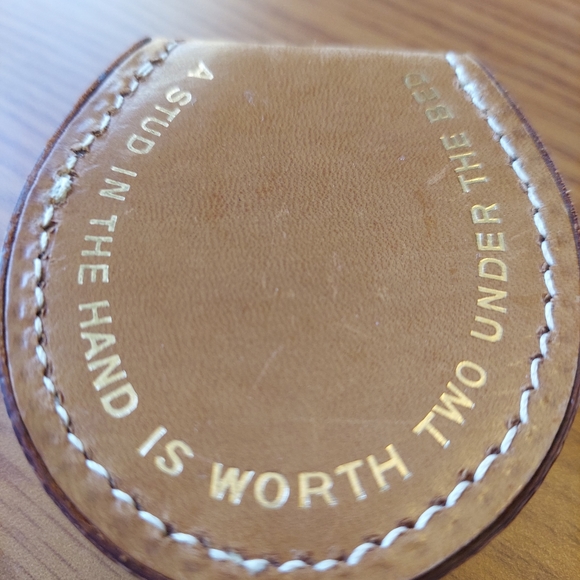 A STUD IN THE HAND IS WORTH TWO UNDER THE BED